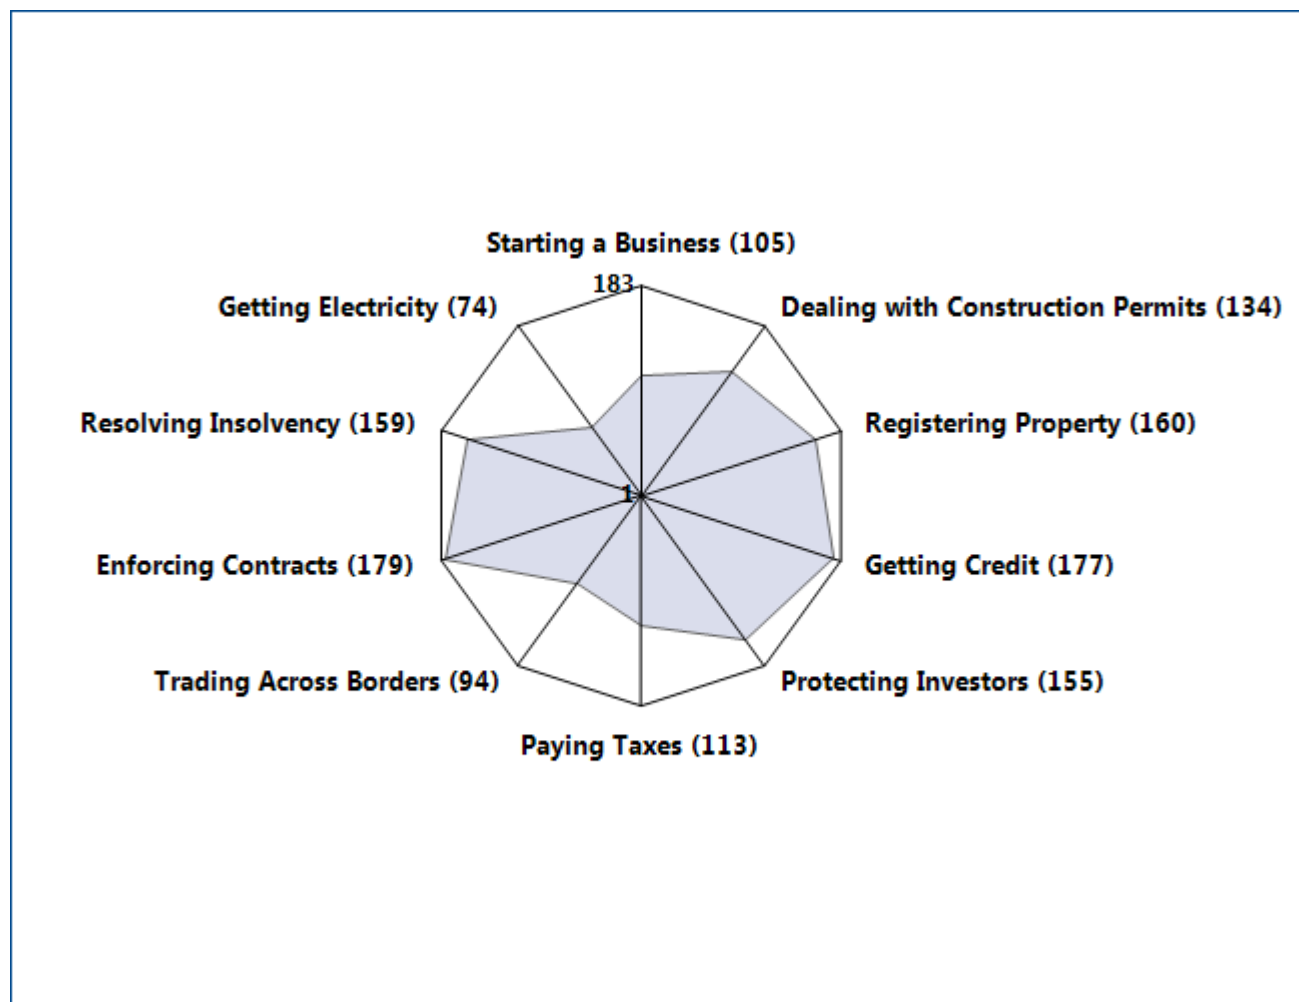 Starting a Business (105)
183
Getting Electricity (74)
Dealing with Construction Permits (134)
Resolving Insolvency (159)
Registering Property (160)
1
Enforcing Contracts (179)
Getting Credit (177)
Trading Across Borders (94)
Protecting Investors (155)
Paying Taxes (113)